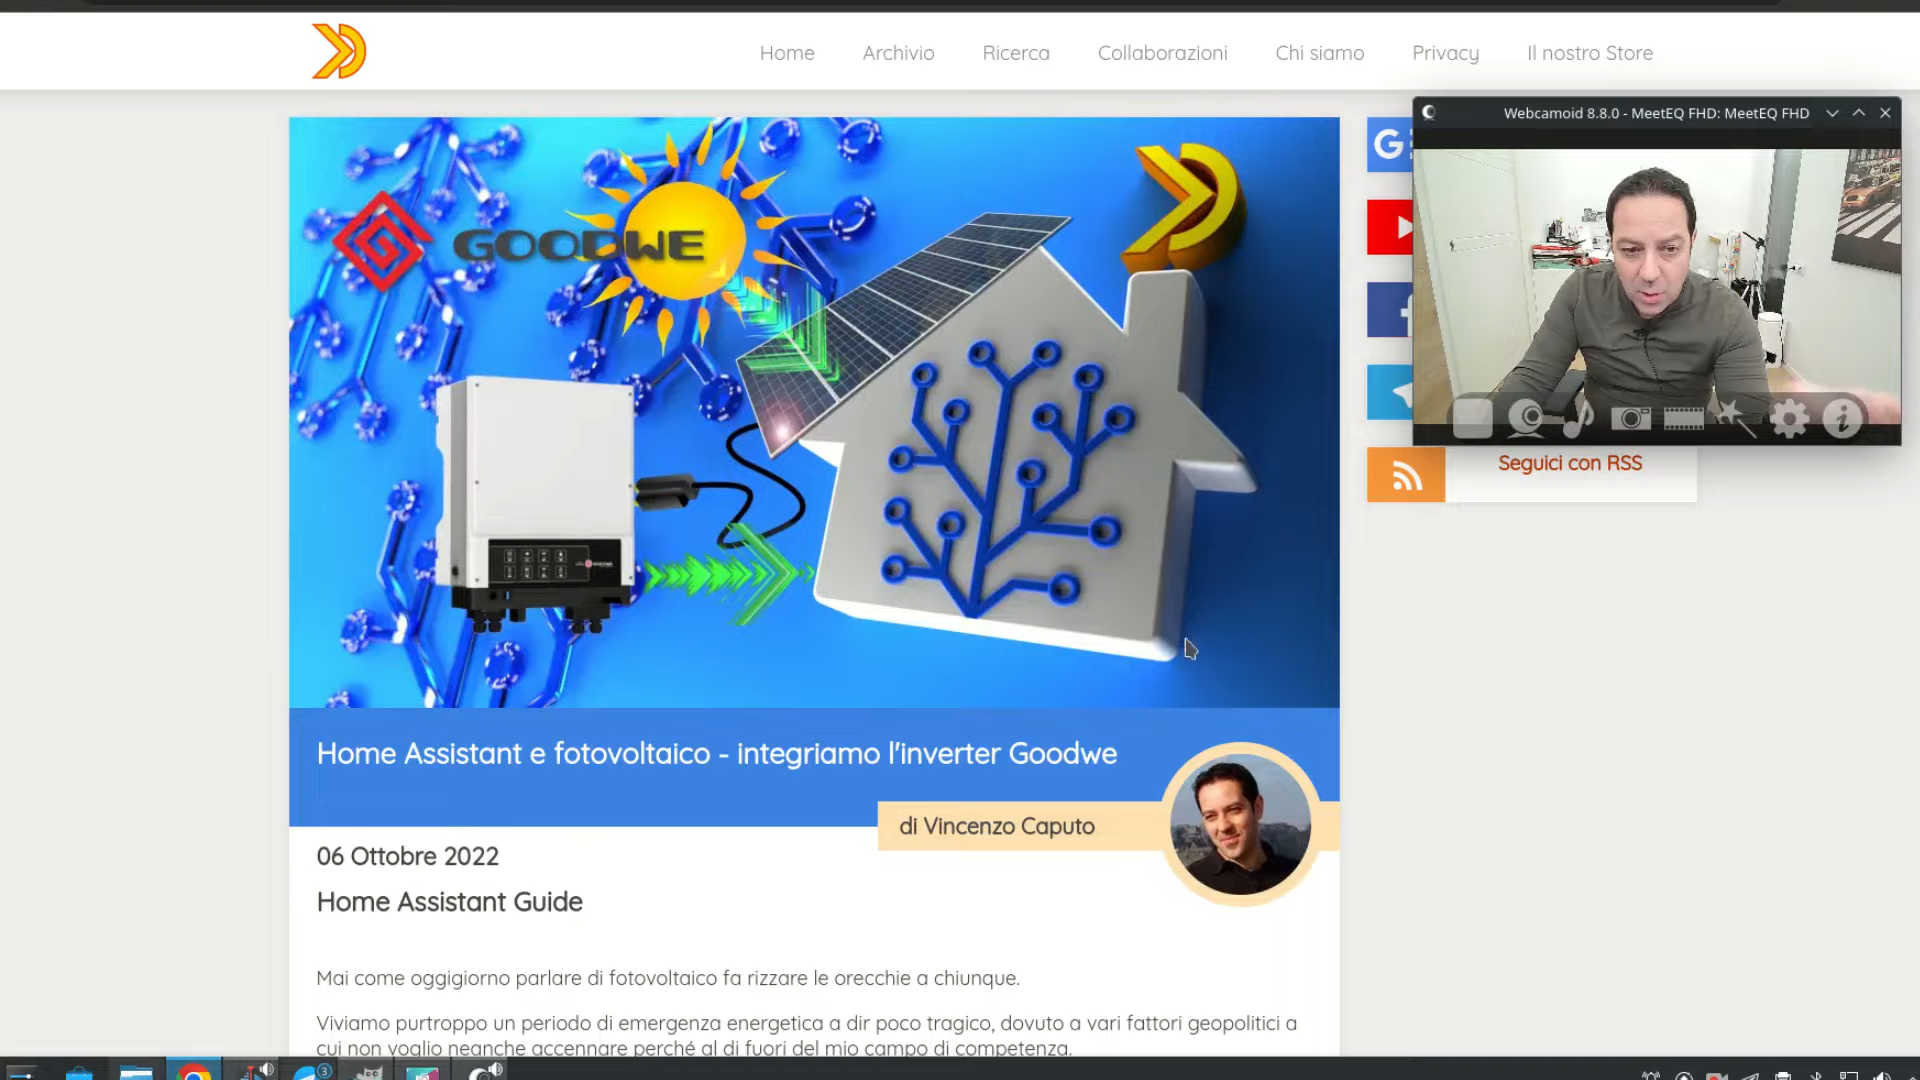 Home Archivio Ricerca Collaborazioni Chi siamo Privacy Il nostro Store
Webcamoid 8.8.0 - MeetEQ FHD: MeetEQ FHD
GOODWE
Seguici con RSS
Home Assistant e fotovoltaico - integriamo l'inverter Goodwe
di Vincenzo Caputo
06 Ottobre 2022
Home Assistant Guide
Mai come oggigiorno parlare di fotovoltaico fa rizzare le orecchie a chiunque.
Viviamo purtroppo un periodo di emergenza energetica a dir poco tragico, dovuto a vari fattori geopolitici a
cui non voglio neanche accennare perché al di fuori del mio campo di competenza.
3